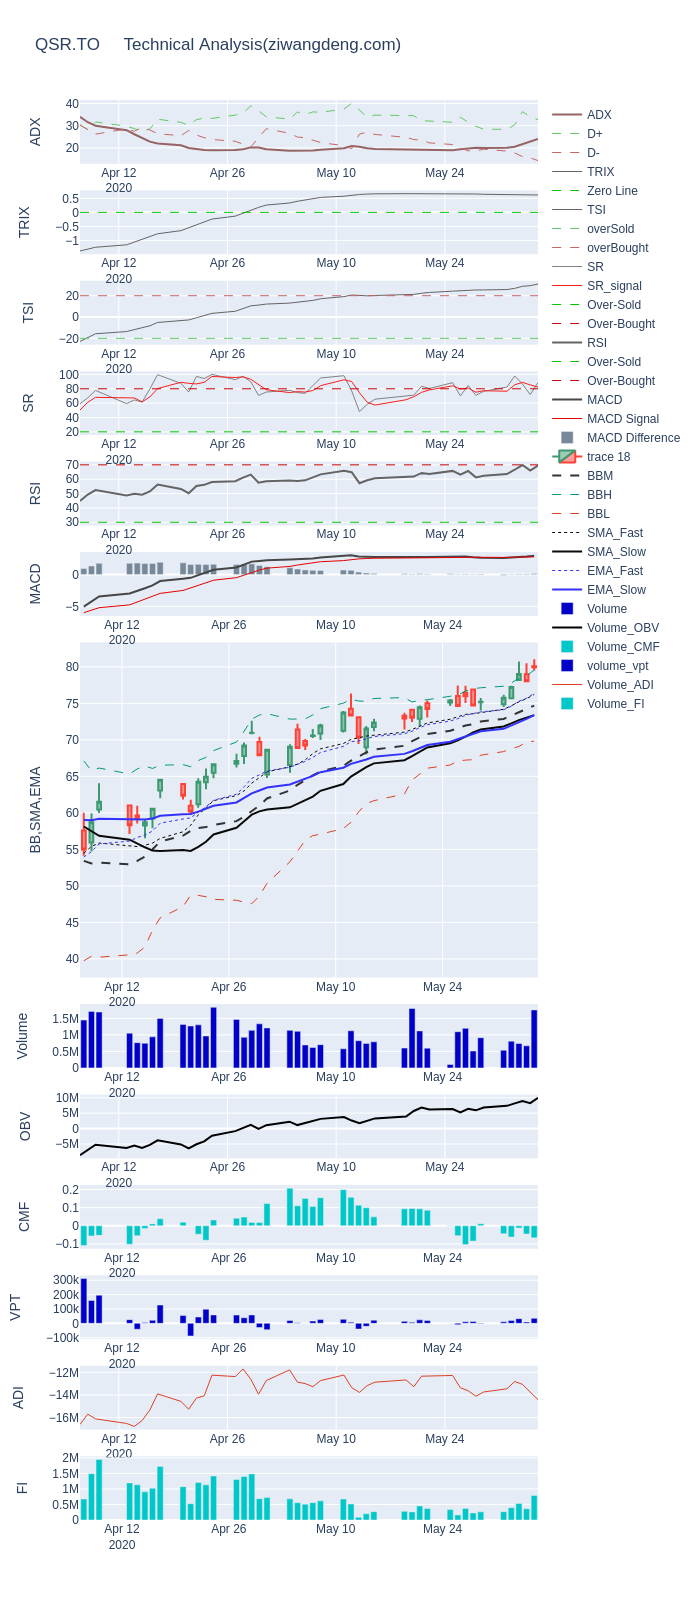 QSR.TO Technical Analysis(ziwangdeng.com)
ADX
40
30
20
Apr 12
2020
Apr 26
May 10
May 24
TRIX
0.5
0
−0.5
−1
Apr 12
2020
Apr 26
May 10
May 24
TSI
20
0
−20
Apr 12
2020
Apr 26
May 10
May 24
SR
100
80
60
40
20
Apr 12
2020
Apr 26
May 10
May 24
RSI
70
60
50
40
30
Apr 12
2020
Apr 26
May 10
May 24
MACD
0
−5
Apr 12
2020
Apr 26
May 10
May 24
BB,SMA,EMA
80
75
70
65
60
55
50
45
40
Apr 12
2020
Apr 26
May 10
May 24
Volume
1.5M
1M
0.5M
0
Apr 12
2020
Apr 26
May 10
May 24
OBV
10M
5M
0
−5M
Apr 12
2020
Apr 26
May 10
May 24
CMF
0.2
0.1
0
−0.1
Apr 12
2020
Apr 26
May 10
May 24
VPT
300k
200k
100k
0
−100k
Apr 12
2020
Apr 26
May 10
May 24
ADI
−12M
−14M
−16M
Apr 12
2020
Apr 26
May 10
May 24
FI
2M
1.5M
1M
0.5M
0
Apr 12
2020
Apr 26
May 10
May 24
ADX
D+
D-
TRIX
Zero Line
TSI
overSold
overBought
SR
SR_signal
Over-Sold
Over-Bought
RSI
Over-Sold
Over-Bought
MACD
MACD Signal
MACD Difference
trace 18
BBM
BBH
BBL
SMA_Fast
SMA_Slow
EMA_Fast
EMA_Slow
Volume
Volume_OBV
Volume_CMF
volume_vpt
Volume_ADI
Volume_FI